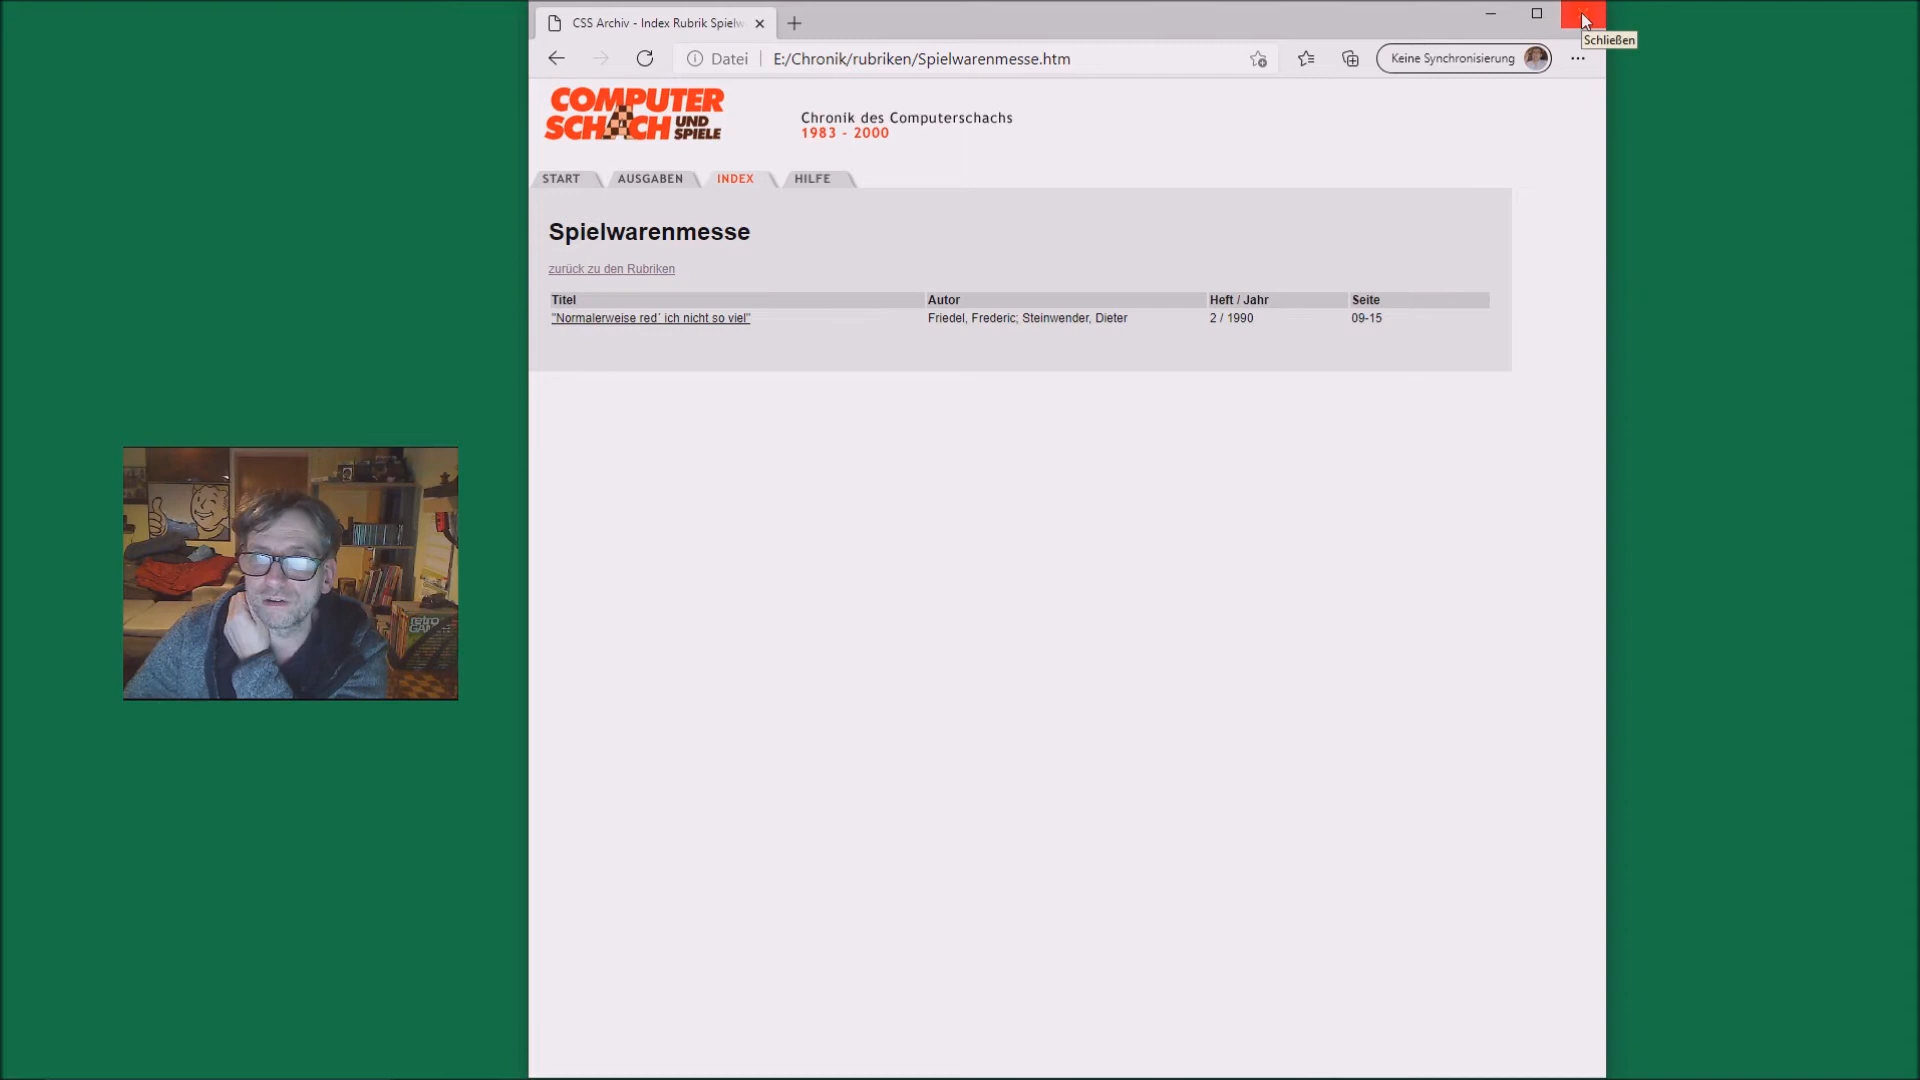 CSS Archiv - Index Rubrik Spielw
Schließen
Datei
E:/Chronik/rubriken/Spielwarenmesse.htm
Keine Synchronisierung
COMPUTER
SCHACH UND
SPIELE
Chronik des Computerschachs
1983 - 2000
START
AUSGABEN
INDEX
HILFE
Spielwarenmesse
zurück zu den Rubriken
Titel Autor Heft / Jahr Seite
"Normalerweise red´ ich nicht so viel" Friedel, Frederic; Steinwender, Dieter 2 / 1990 09-15
retro